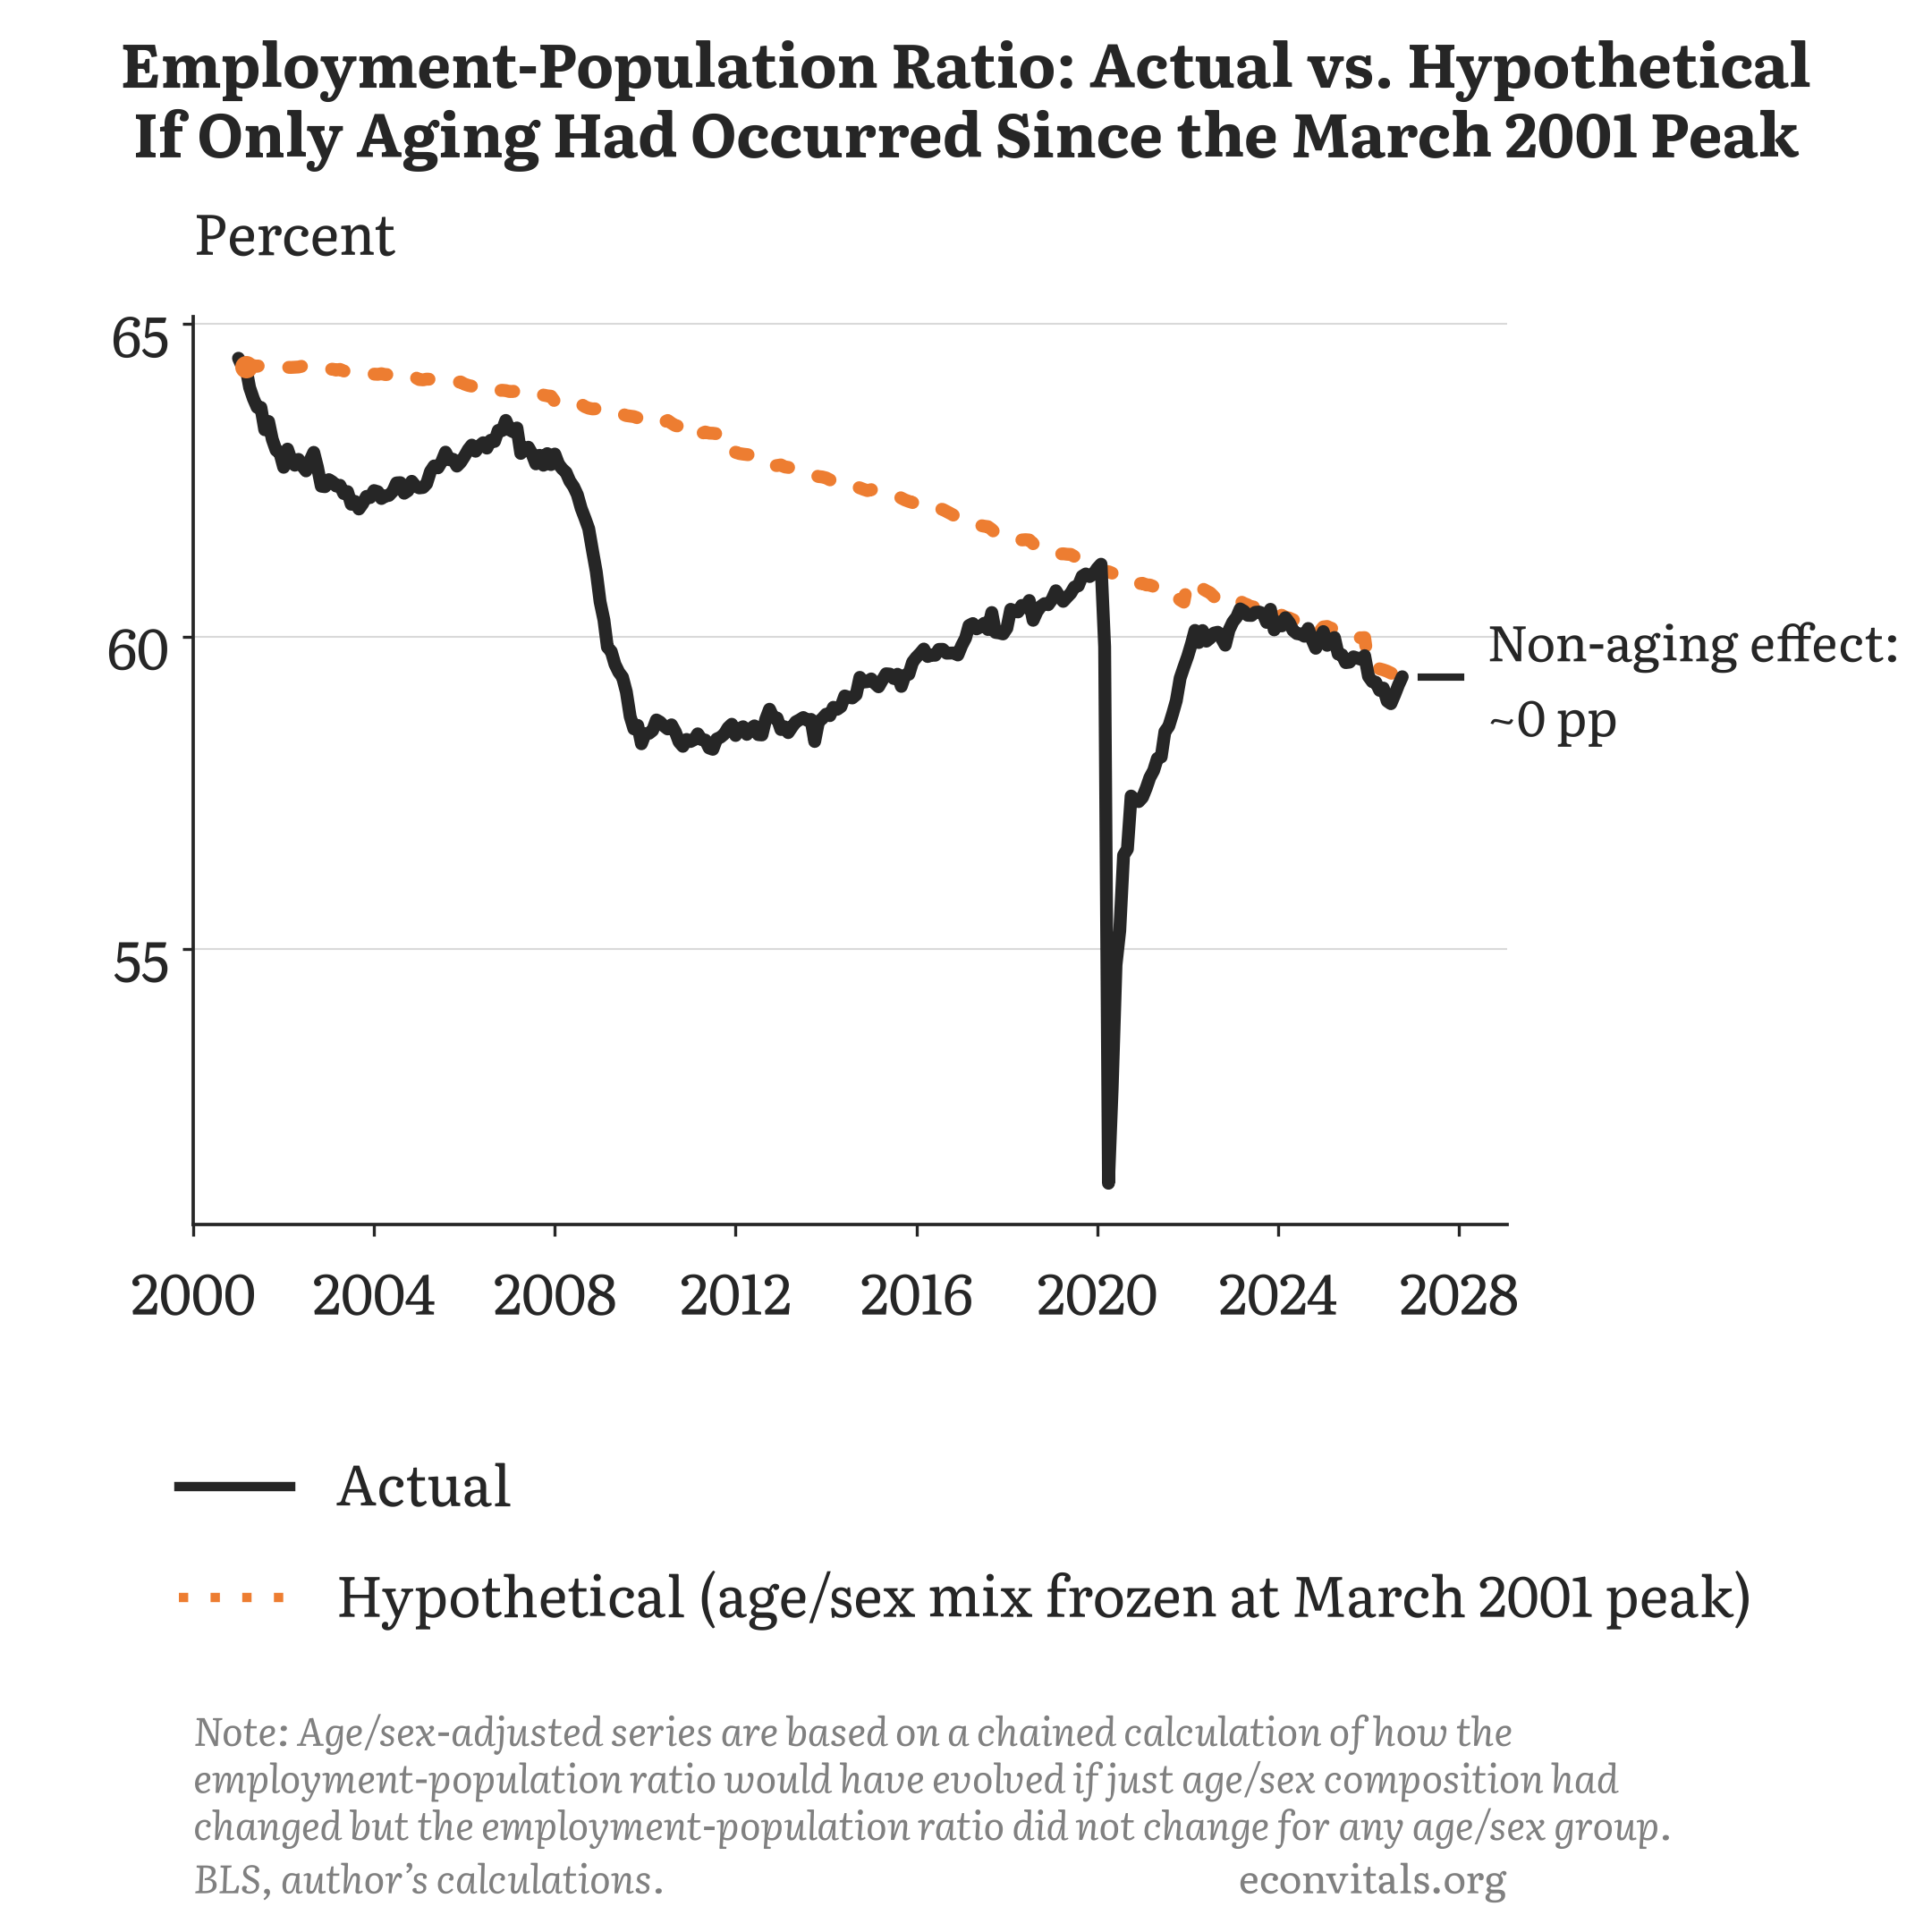 Employment-Population Ratio: Actual vs. Hypothetical
If Only Aging Had Occurred Since the March 2001 Peak
Percent
65
60
55
Non-aging effect:
~0 pp
2000 2004 2008 2012 2016 2020 2024 2028
Actual
Hypothetical (age/sex mix frozen at March 2001 peak)
Note: Age/sex-adjusted series are based on a chained calculation of how the
employment-population ratio would have evolved if just age/sex composition had
changed but the employment-population ratio did not change for any age/sex group.
BLS, author’s calculations. econvitals.org